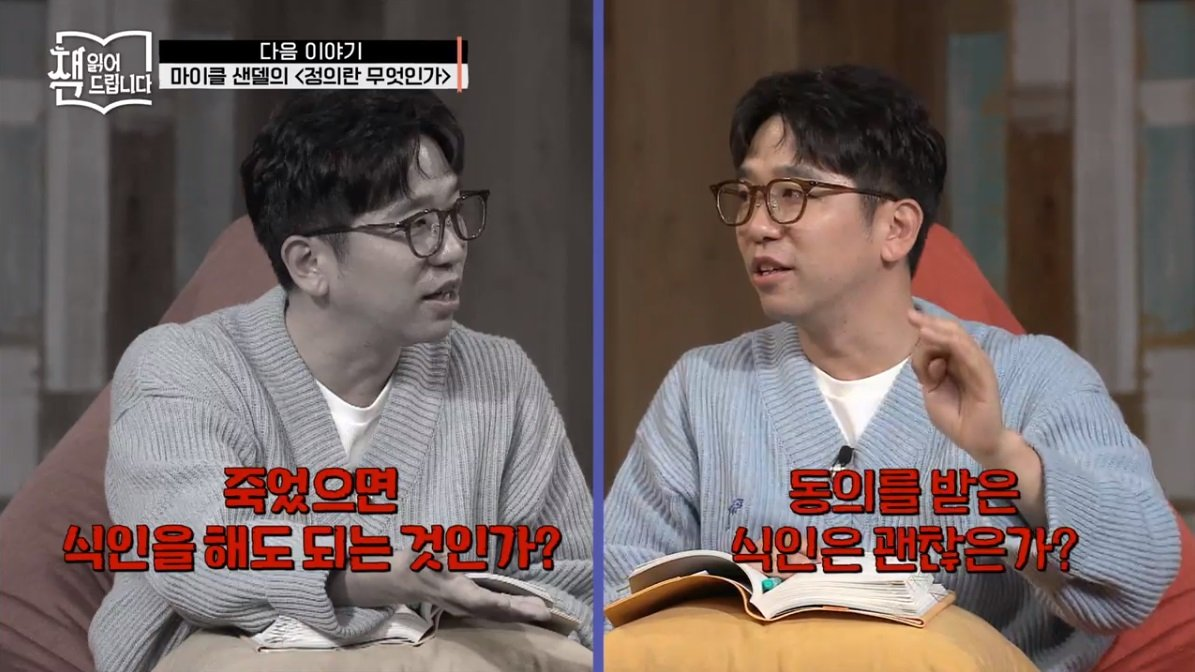 책 읽어
드립니다
다음 이야기
마이클 샌델의 <정의란 무엇인가>
죽었으면
식인을 해도 되는 것인가?
동의를 받은
식인은 괜찮은가?